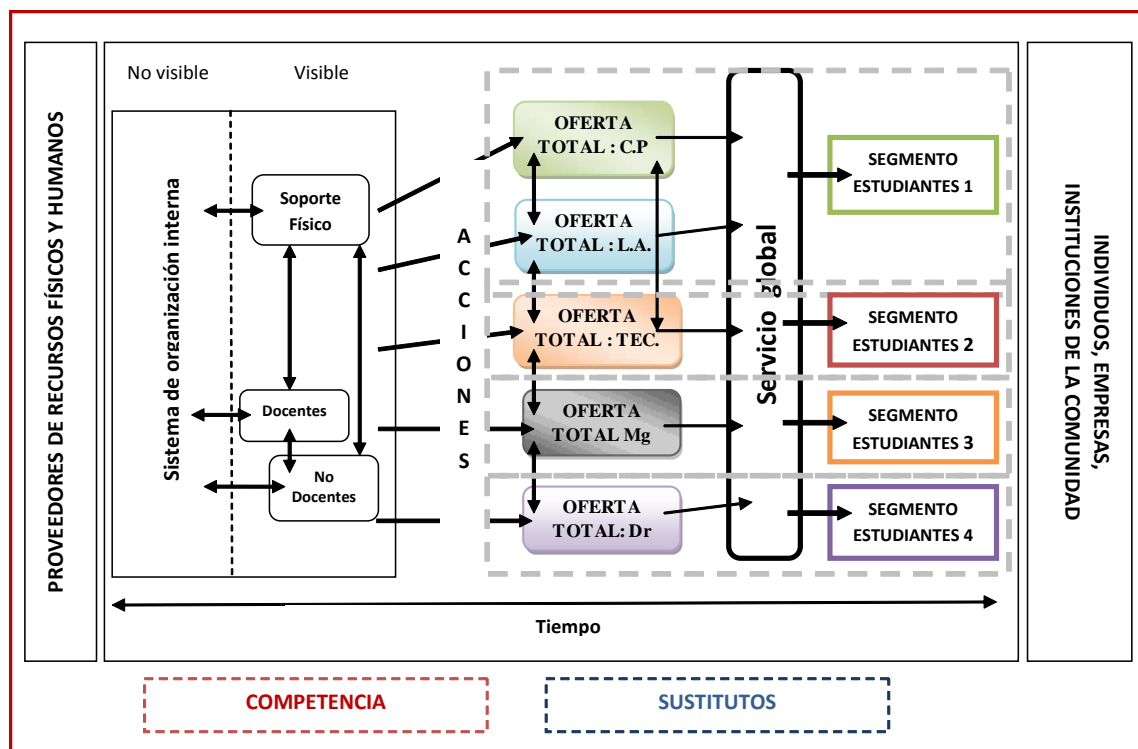 PROVEEDORES DE RECURSOS FÍSICOS Y HUMANOS
No visible
Visible
Sistema de organización interna
Soporte
Físico
Docentes
No
Docentes
ACCIONES
OFERTA
TOTAL : C.P
OFERTA
TOTAL : L.A.
OFERTA
TOTAL : TEC.
OFERTA
TOTAL Mg
OFERTA
TOTAL: Dr
Servicio global
SEGMENTO
ESTUDIANTES 1
SEGMENTO
ESTUDIANTES 2
SEGMENTO
ESTUDIANTES 3
SEGMENTO
ESTUDIANTES 4
INDIVIDUOS, EMPRESAS,
INSTITUCIONES DE LA COMUNIDAD
Tiempo
COMPETENCIA
SUSTITUTOS